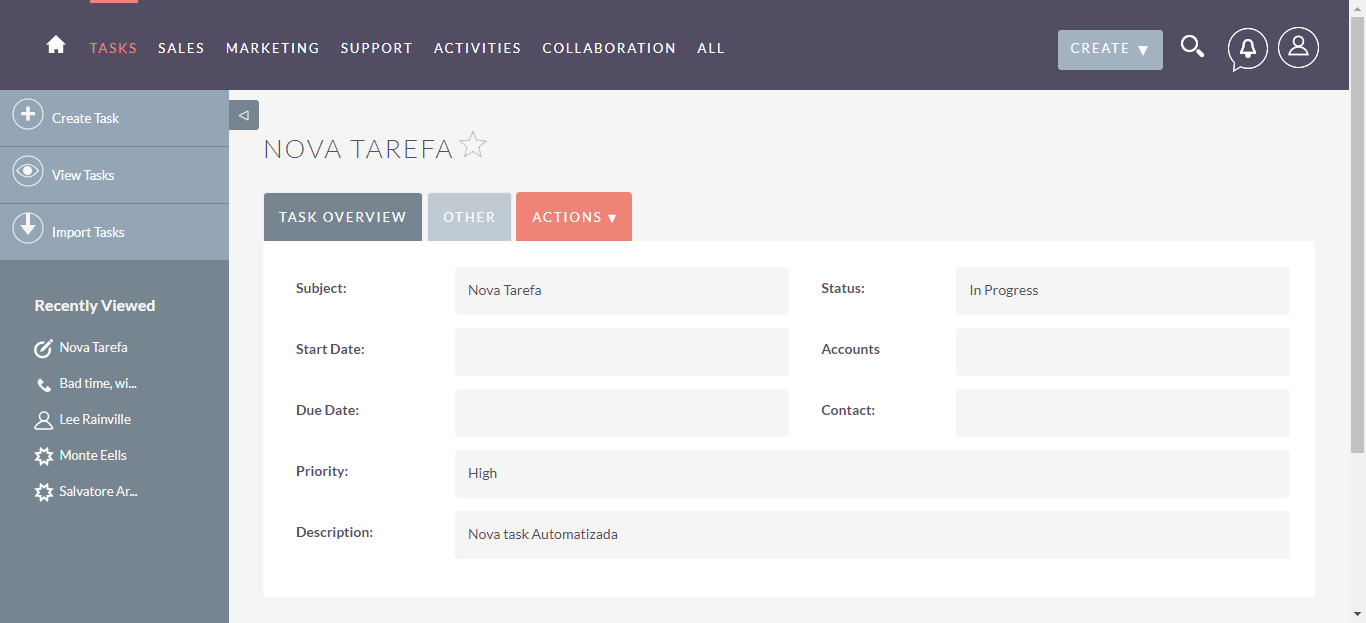 TASKS SALES MARKETING SUPPORT ACTIVITIES COLLABORATION ALL CREATE
Create Task
View Tasks
Import Tasks
Recently Viewed
Nova Tarefa
Bad time, wi...
Lee Rainville
Monte Eells
Salvatore Ar...
NOVA TAREFA
TASK OVERVIEW OTHER ACTIONS
Subject: Nova Tarefa Status: In Progress
Start Date: Accounts
Due Date: Contact:
Priority: High
Description: Nova task Automatizada